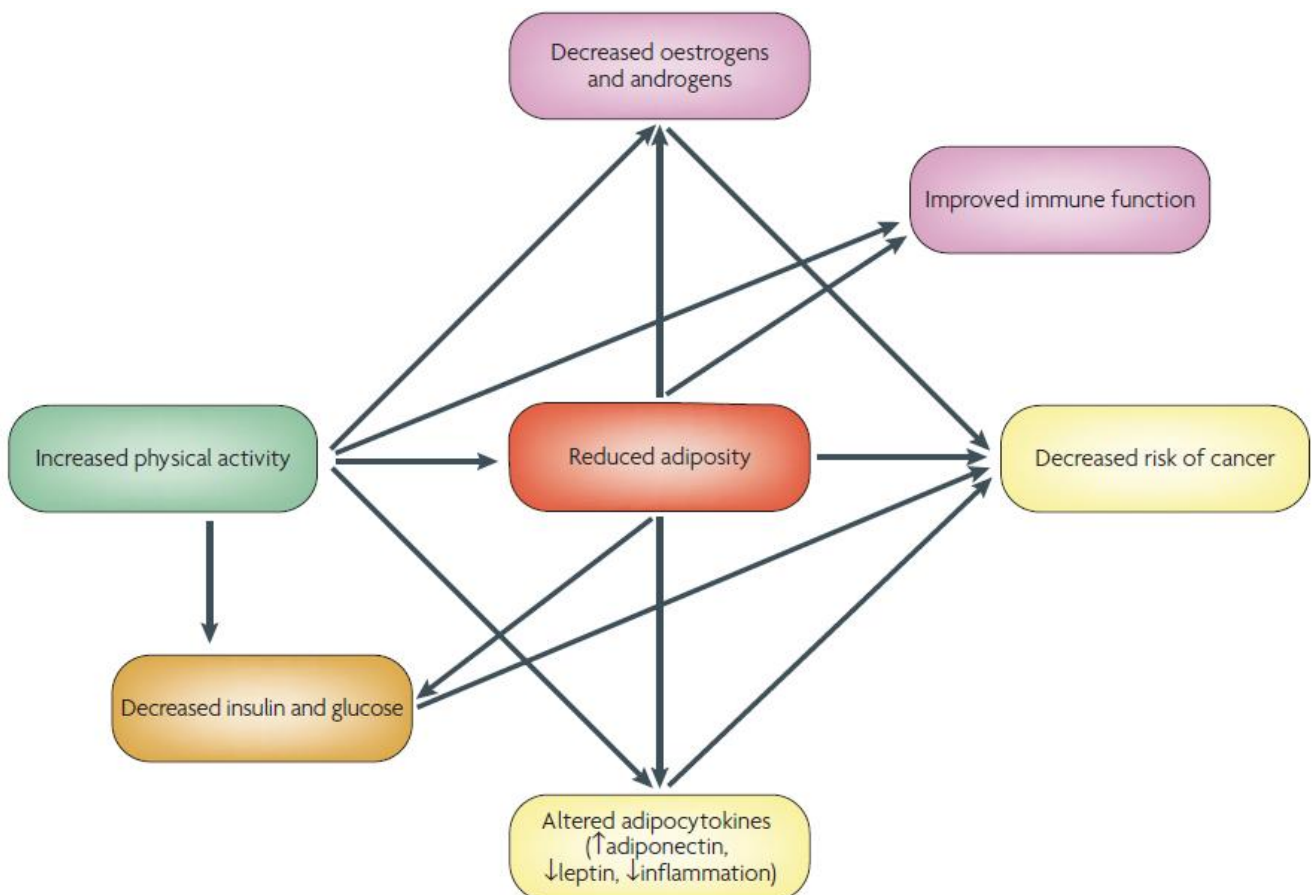 Decreased oestrogens
and androgens
Improved immune function
Increased physical activity
Reduced adiposity
Decreased risk of cancer
Decreased insulin and glucose
Altered adipocytokines
(↑adiponectin,
↓leptin, ↓inflammation)